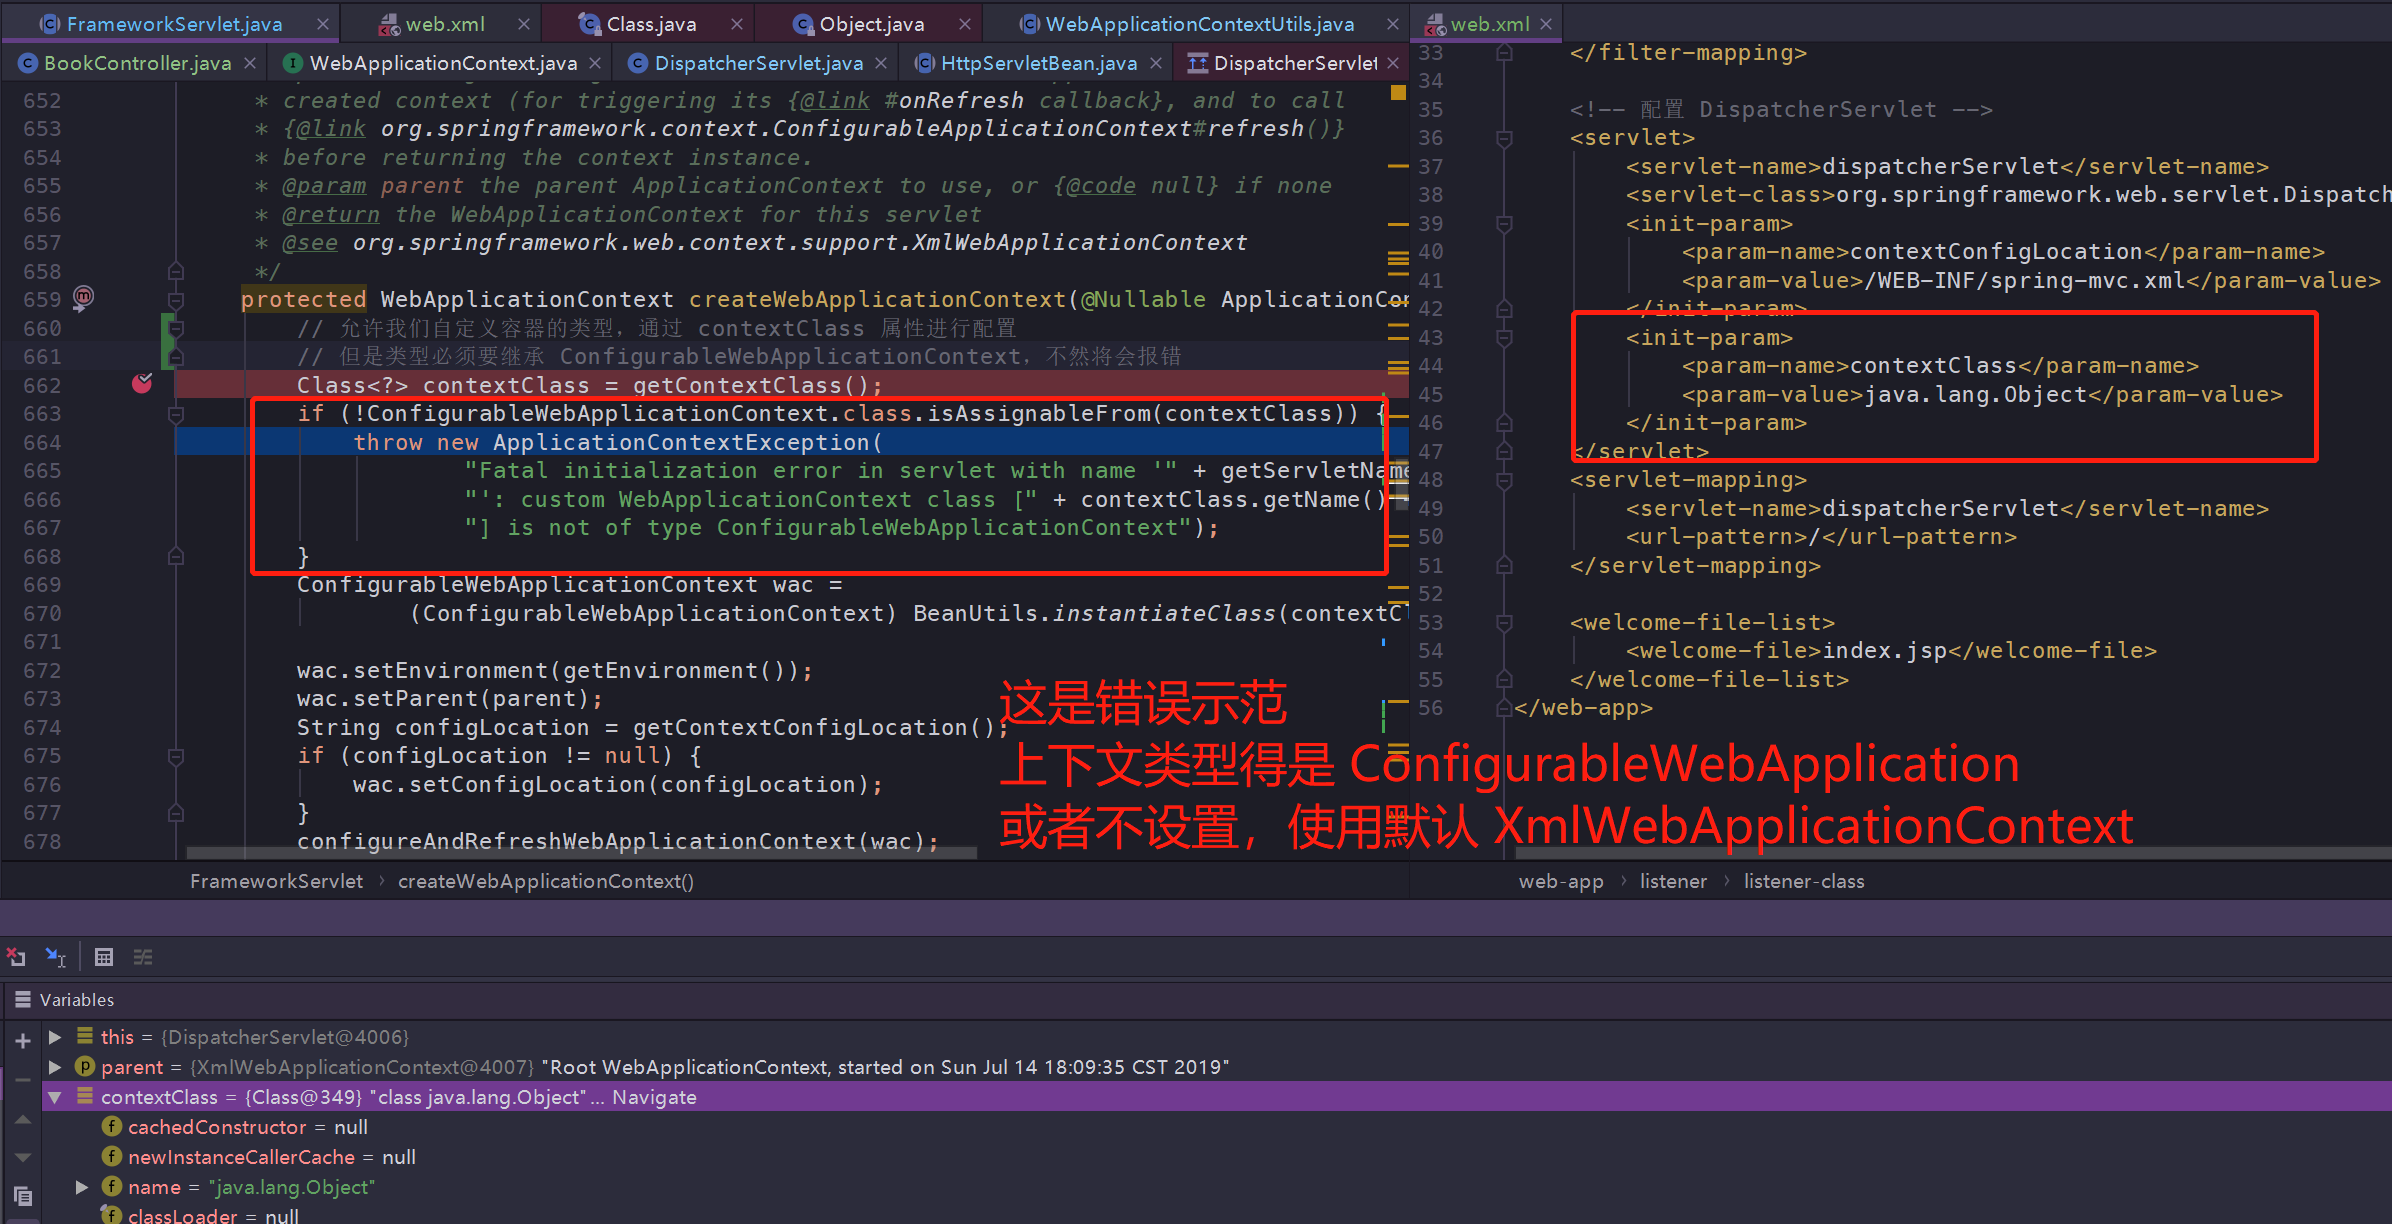 FrameworkServlet.java
web.xml
Class.java
Object.java
WebApplicationContextUtils.java
BookController.java
WebApplicationContext.java
DispatcherServlet.java
HttpServletBean.java
DispatcherServlet
652 * created context (for triggering its {@link #onRefresh callback}, and to call
653 * {@link org.springframework.context.ConfigurableApplicationContext#refresh()}
654 * before returning the context instance.
655 * @param parent the parent ApplicationContext to use, or {@code null} if none
656 * @return the WebApplicationContext for this servlet
657 * @see org.springframework.web.context.support.XmlWebApplicationContext
658 */
659 protected WebApplicationContext createWebApplicationContext(@Nullable ApplicationCon
660 // 允许我们自定义容器的类型，通过 contextClass 属性进行配置
661 // 但是类型必须要继承 ConfigurableWebApplicationContext，不然将会报错
662 Class<?> contextClass = getContextClass();
663 if (!ConfigurableWebApplicationContext.class.isAssignableFrom(contextClass)) {
664 throw new ApplicationContextException(
665 "Fatal initialization error in servlet with name '" + getServletName
666 "': custom WebApplicationContext class [" + contextClass.getName()
667 "] is not of type ConfigurableWebApplicationContext");
668 }
669 ConfigurableWebApplicationContext wac =
670 (ConfigurableWebApplicationContext) BeanUtils.instantiateClass(contextCl
671
672 wac.setEnvironment(getEnvironment());
673 wac.setParent(parent);
674 String configLocation = getContextConfigLocation();
675 if (configLocation != null) {
676 wac.setConfigLocation(configLocation);
677 }
678 configureAndRefreshWebApplicationContext(wac);
FrameworkServlet › createWebApplicationContext()
web.xml
33 </filter-mapping>
34
35 <!-- 配置 DispatcherServlet -->
36 <servlet>
37 <servlet-name>dispatcherServlet</servlet-name>
38 <servlet-class>org.springframework.web.servlet.Dispatch
39 <init-param>
40 <param-name>contextConfigLocation</param-name>
41 <param-value>/WEB-INF/spring-mvc.xml</param-value>
42 </init-param>
43 <init-param>
44 <param-name>contextClass</param-name>
45 <param-value>java.lang.Object</param-value>
46 </init-param>
47 </servlet>
48 <servlet-mapping>
49 <servlet-name>dispatcherServlet</servlet-name>
50 <url-pattern>/</url-pattern>
51 </servlet-mapping>
52
53 <welcome-file-list>
54 <welcome-file>index.jsp</welcome-file>
55 </welcome-file-list>
56 </web-app>
web-app › listener › listener-class
这是错误示范
上下文类型得是 ConfigurableWebApplication
或者不设置，使用默认 XmlWebApplicationContext
Variables
this = {DispatcherServlet@4006}
parent = {XmlWebApplicationContext@4007} "Root WebApplicationContext, started on Sun Jul 14 18:09:35 CST 2019"
contextClass = {Class@349} "class java.lang.Object"... Navigate
cachedConstructor = null
newInstanceCallerCache = null
name = "java.lang.Object"
classLoader = null